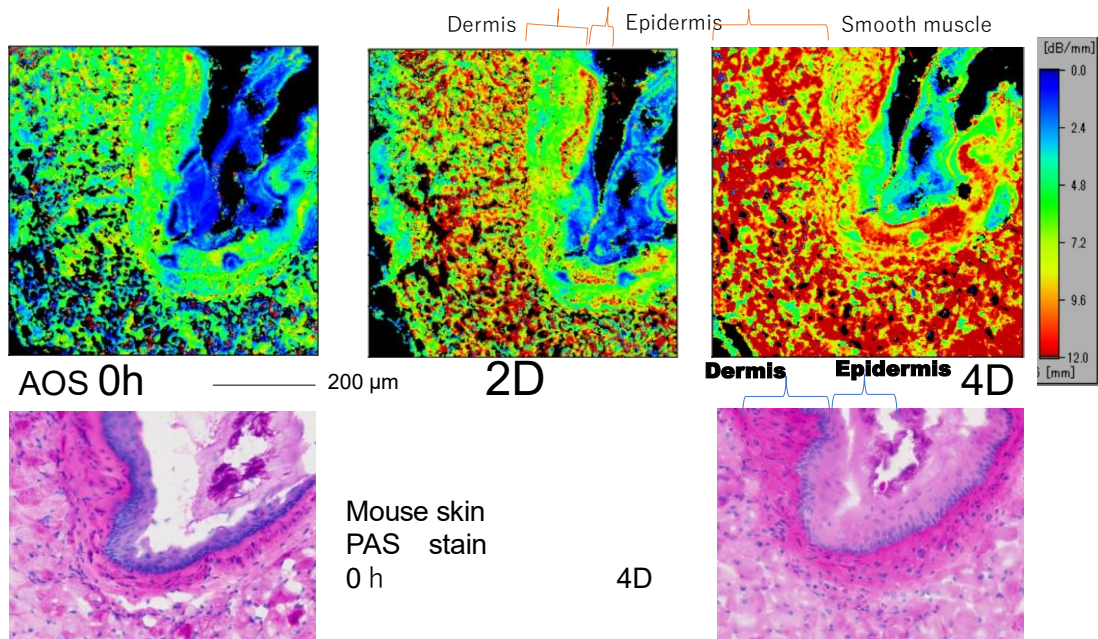 Dermis Epidermis Smooth muscle
[dB/mm]
0.0
2.4
4.8
7.2
9.6
12.0
[mm]
AOS 0h 200 µm 2D 4D
Dermis Epidermis
Mouse skin
PAS stain
0 h 4D